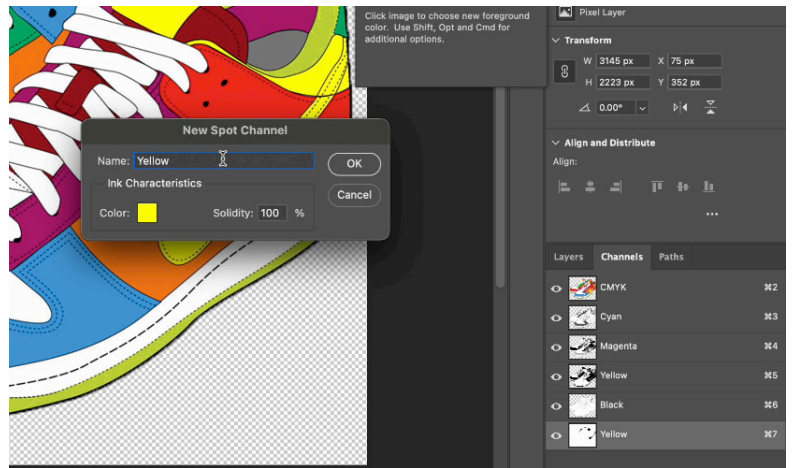 Click image to choose new foreground
color. Use Shift, Opt and Cmd for
additional options.
New Spot Channel
Name: Yellow
OK
Ink Characteristics
Cancel
Color:
Solidity: 100 %
Pixel Layer
Transform
W 3145 px X 75 px
H 2223 px Y 352 px
0.00°
Align and Distribute
Align:
Layers Channels Paths
CMYK ⌘2
Cyan ⌘3
Magenta ⌘4
Yellow ⌘5
Black ⌘6
Yellow ⌘7